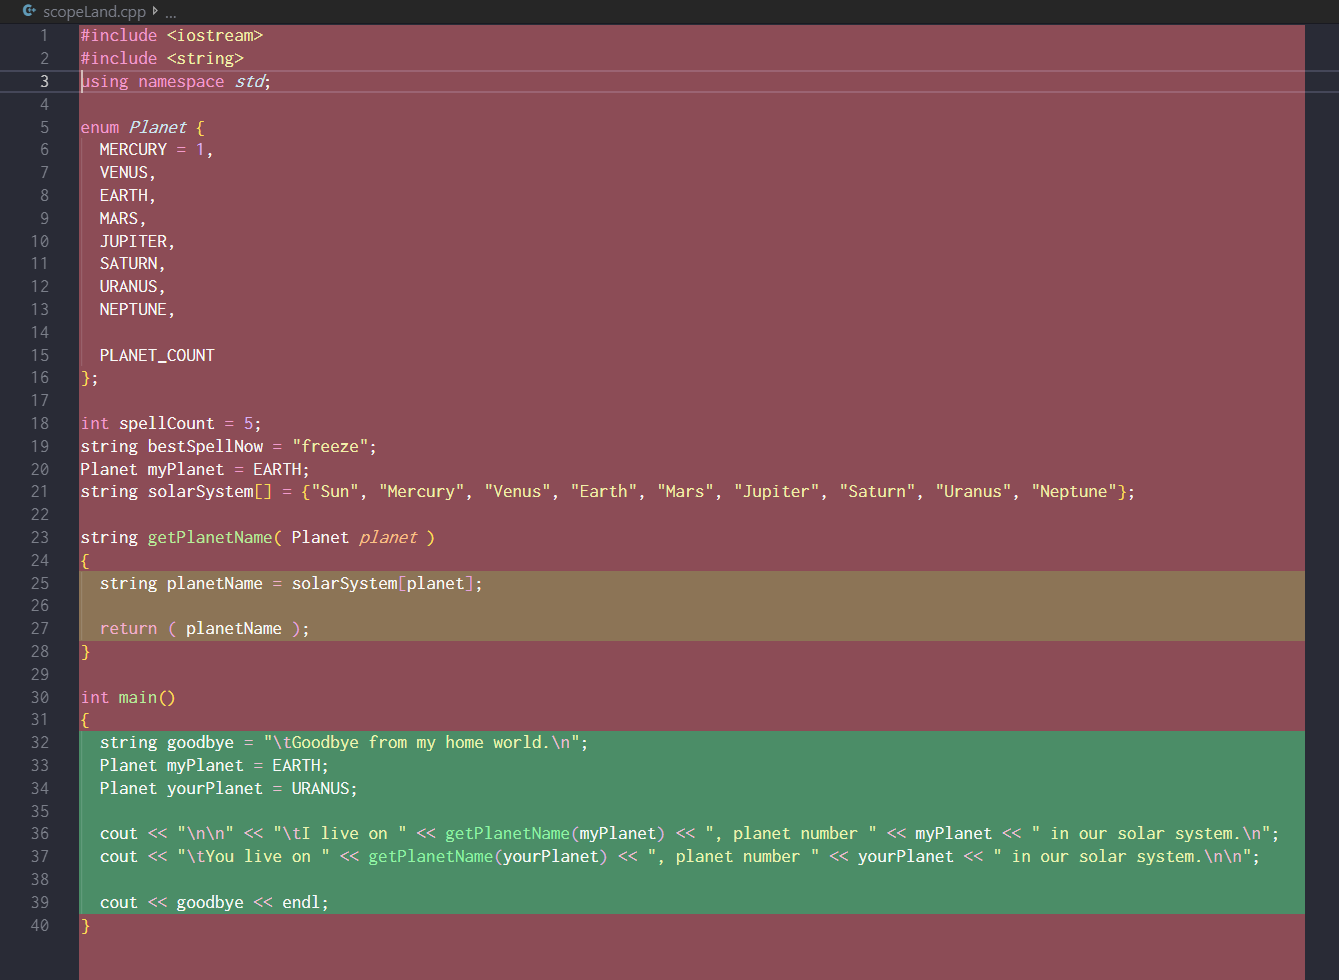 scopeLand.cpp > ...
1 #include <iostream>
2 #include <string>
3 using namespace std;
4
5 enum Planet {
6   MERCURY = 1,
7   VENUS,
8   EARTH,
9   MARS,
10   JUPITER,
11   SATURN,
12   URANUS,
13   NEPTUNE,
14
15   PLANET_COUNT
16 };
17
18 int spellCount = 5;
19 string bestSpellNow = "freeze";
20 Planet myPlanet = EARTH;
21 string solarSystem[] = {"Sun", "Mercury", "Venus", "Earth", "Mars", "Jupiter", "Saturn", "Uranus", "Neptune"};
22
23 string getPlanetName( Planet planet )
24 {
25   string planetName = solarSystem[planet];
26
27   return ( planetName );
28 }
29
30 int main()
31 {
32   string goodbye = "\tGoodbye from my home world.\n";
33   Planet myPlanet = EARTH;
34   Planet yourPlanet = URANUS;
35
36   cout << "\n\n" << "\tI live on " << getPlanetName(myPlanet) << ", planet number " << myPlanet << " in our solar system.\n";
37   cout << "\tYou live on " << getPlanetName(yourPlanet) << ", planet number " << yourPlanet << " in our solar system.\n\n";
38
39   cout << goodbye << endl;
40 }